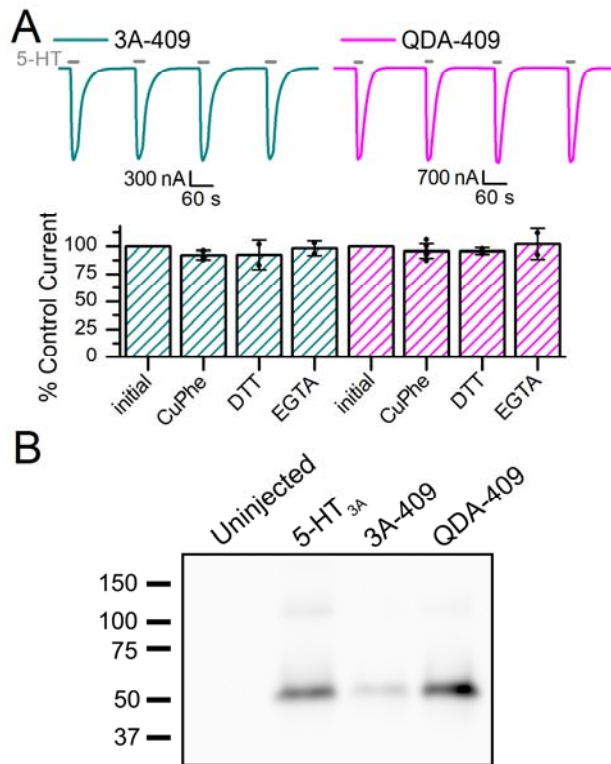 A
3A-409 QDA-409
5-HT
300 nA 700 nA
60 s 60 s
% Control Current
100
75
50
25
0
initial CuPhe DTT EGTA initial CuPhe DTT EGTA
B
Uninjected 5-HT3A 3A-409 QDA-409
150
100
75
50
37